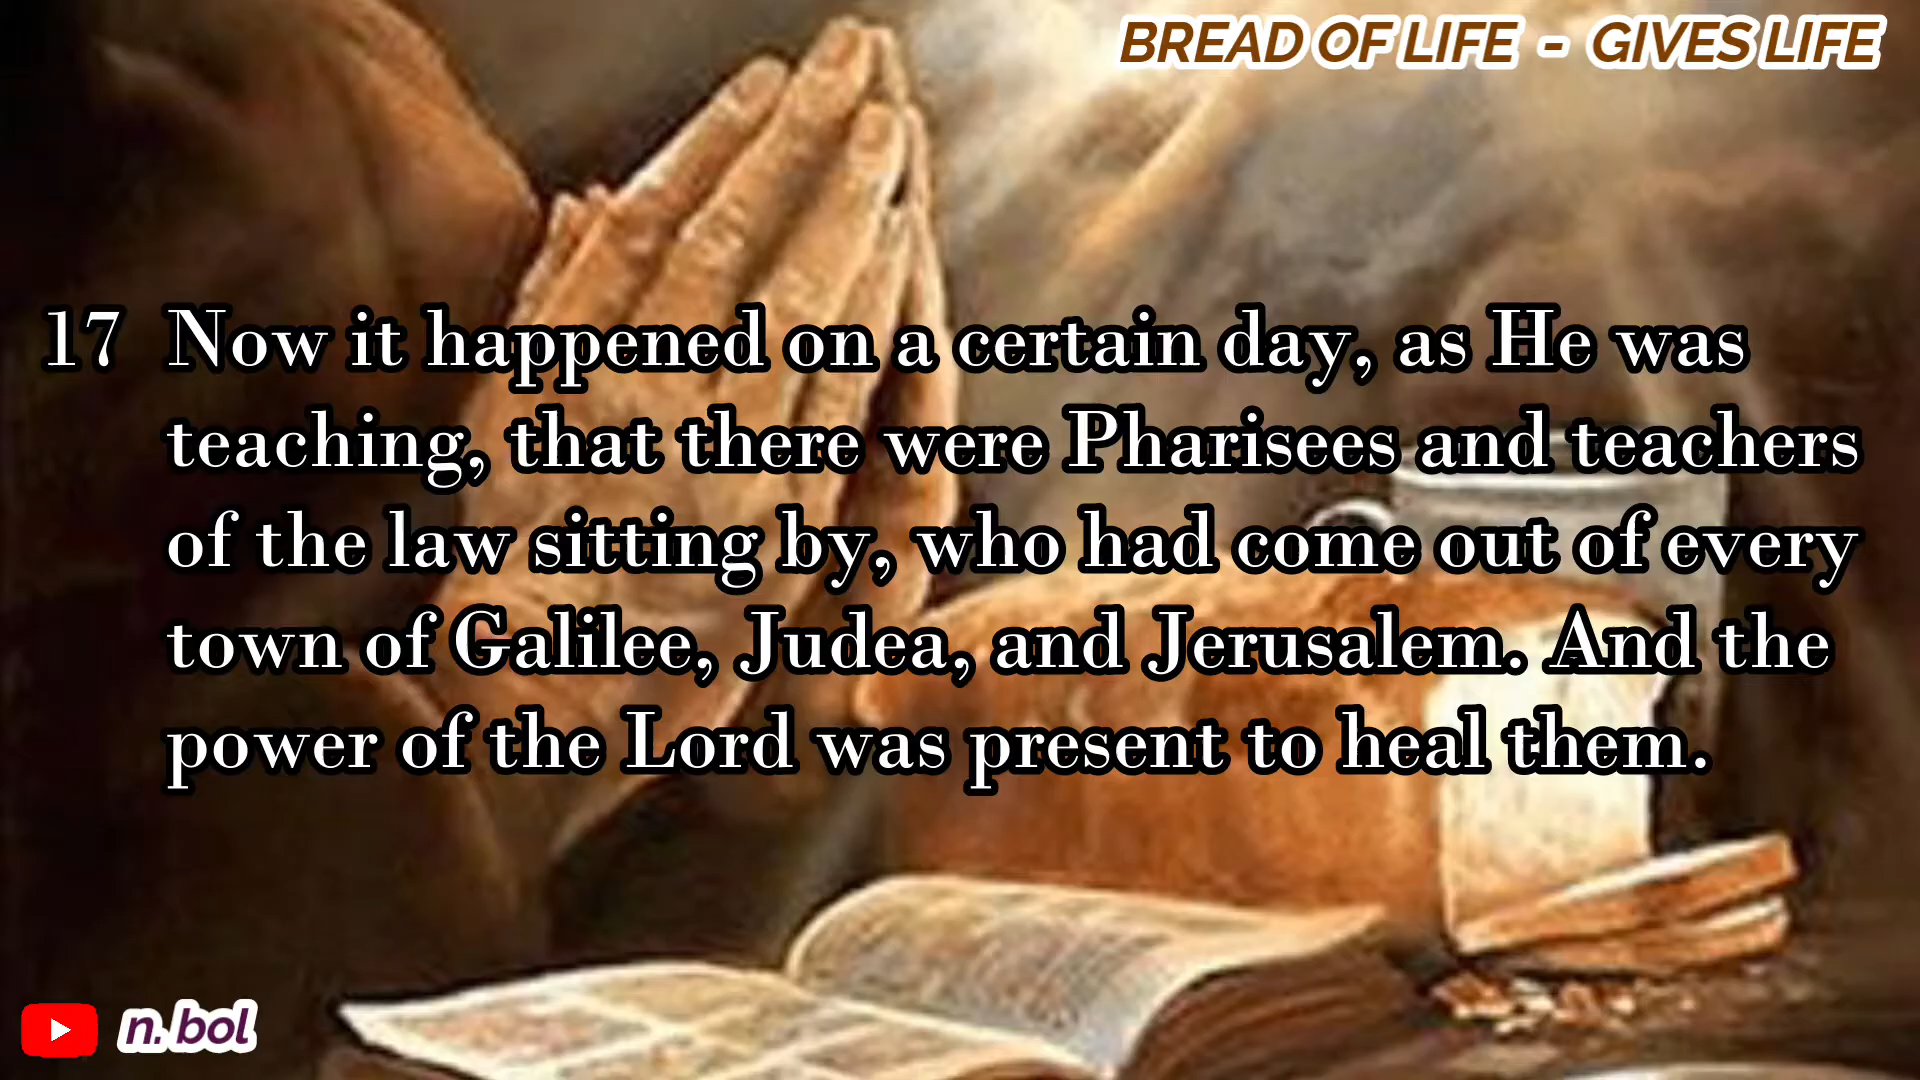 BREAD OF LIFE - GIVES LIFE
17 Now it happened on a certain day, as He was
teaching, that there were Pharisees and teachers
of the law sitting by, who had come out of every
town of Galilee, Judea, and Jerusalem. And the
power of the Lord was present to heal them.
n. bol